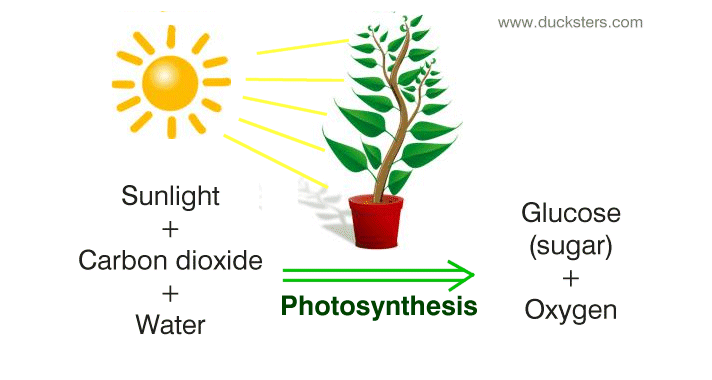 www.ducksters.com
Sunlight
+
Carbon dioxide
+
Water
Photosynthesis
Glucose
(sugar)
+
Oxygen